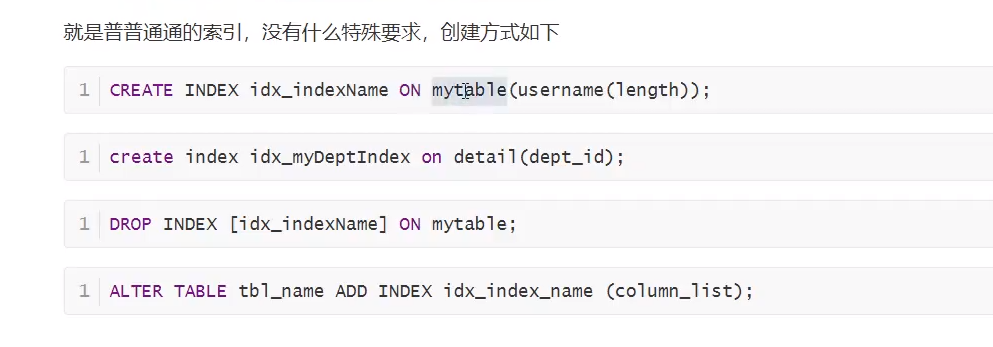 就是普普通通的索引，没有什么特殊要求，创建方式如下
1 CREATE INDEX idx_indexName ON mytable(username(length));
1 create index idx_myDeptIndex on detail(dept_id);
1 DROP INDEX [idx_indexName] ON mytable;
1 ALTER TABLE tbl_name ADD INDEX idx_index_name (column_list);